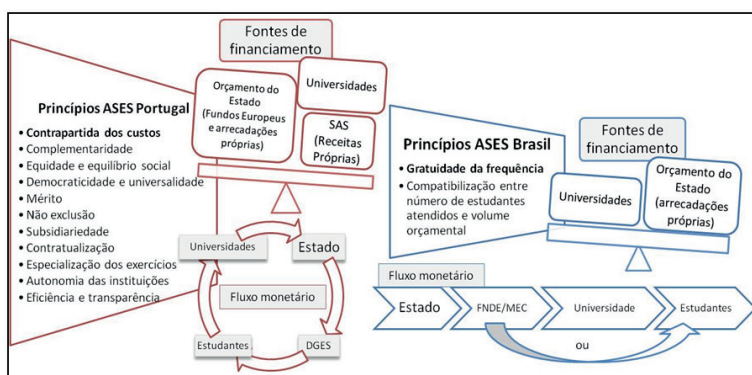 Fontes de
financiamento
Orçamento do
Estado
(Fundos Europeus
e arrecadações
próprias)
Universidades
SAS
(Receitas
Próprias)
Princípios ASES Portugal
• Contrapartida dos custos
• Complementaridade
• Equidade e equilíbrio social
• Democraticidade e universalidade
• Mérito
• Não exclusão
• Subsidiariedade
• Contratualização
• Especialização dos exercícios
• Autonomia das instituições
• Eficiência e transparência
Universidades
Estado
Fluxo monetário
Estudantes
DGES
Princípios ASES Brasil
• Gratuidade da frequência
• Compatibilização entre
número de estudantes
atendidos e volume
orçamental
Fontes de
financiamento
Universidades
Orçamento do
Estado
(arrecadações
próprias)
Fluxo monetário
Estado
FNDE/MEC
Universidade
Estudantes
ou